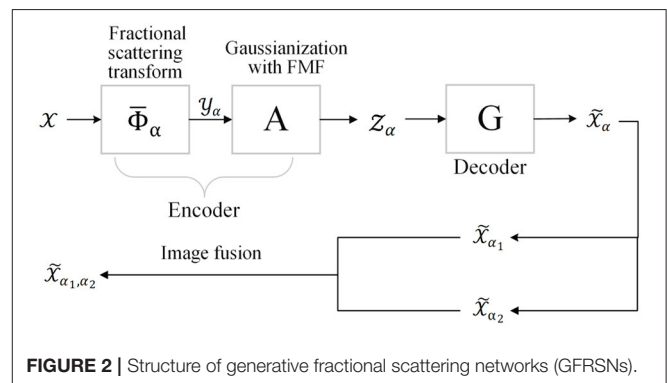 Fractional
scattering
transform
Gaussianization
with FMF
x
Φ̅α
yα
A
zα
G
x̃α
Decoder
Encoder
x̃α₁
Image fusion
x̃α₁,α₂
x̃α₂
FIGURE 2 | Structure of generative fractional scattering networks (GFRSNs).